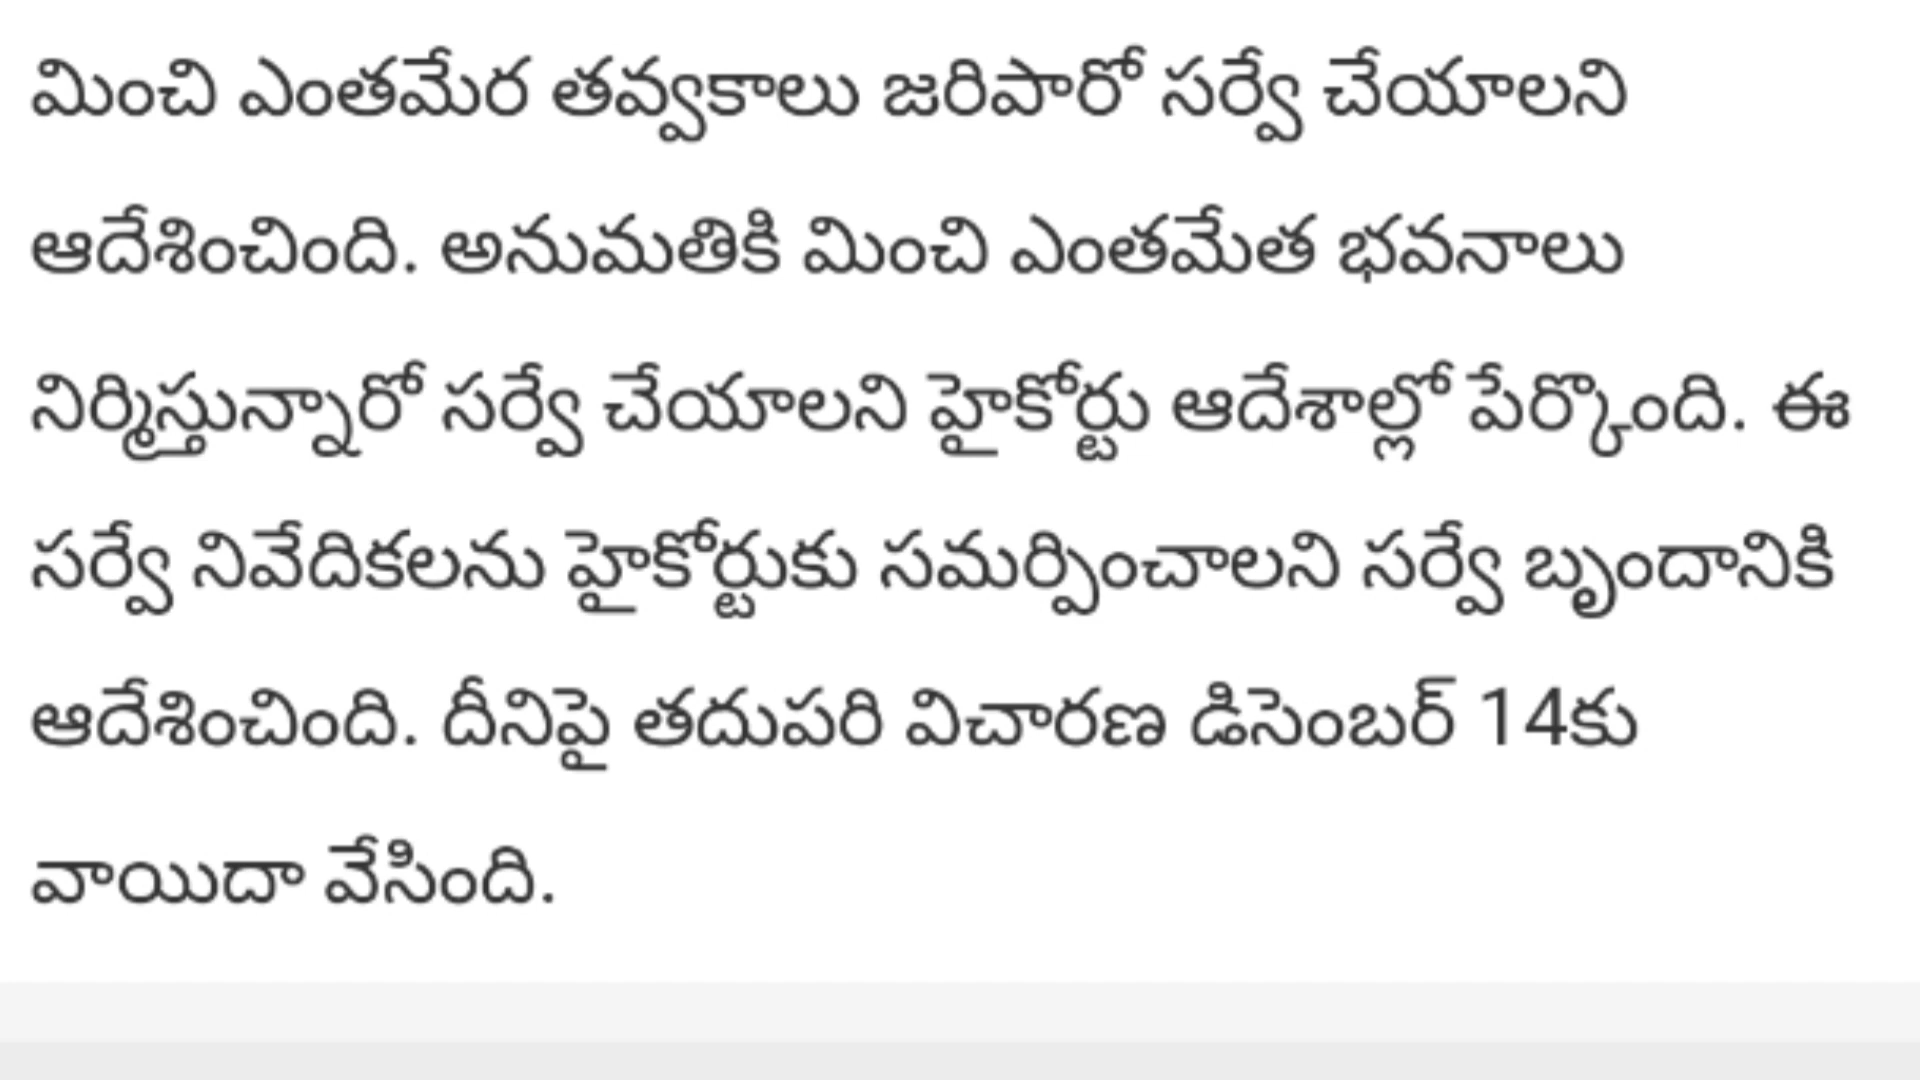 మించి ఎంతమేర తవ్వకాలు జరిపారో సర్వే చేయాలని
ఆదేశించింది. అనుమతికి మించి ఎంతమేత భవనాలు
నిర్మిస్తున్నారో సర్వే చేయాలని హైకోర్టు ఆదేశాల్లో పేర్కొంది. ఈ
సర్వే నివేదికలను హైకోర్టుకు సమర్పించాలని సర్వే బృందానికి
ఆదేశించింది. దీనిపై తదుపరి విచారణ డిసెంబర్ 14కు
వాయిదా వేసింది.